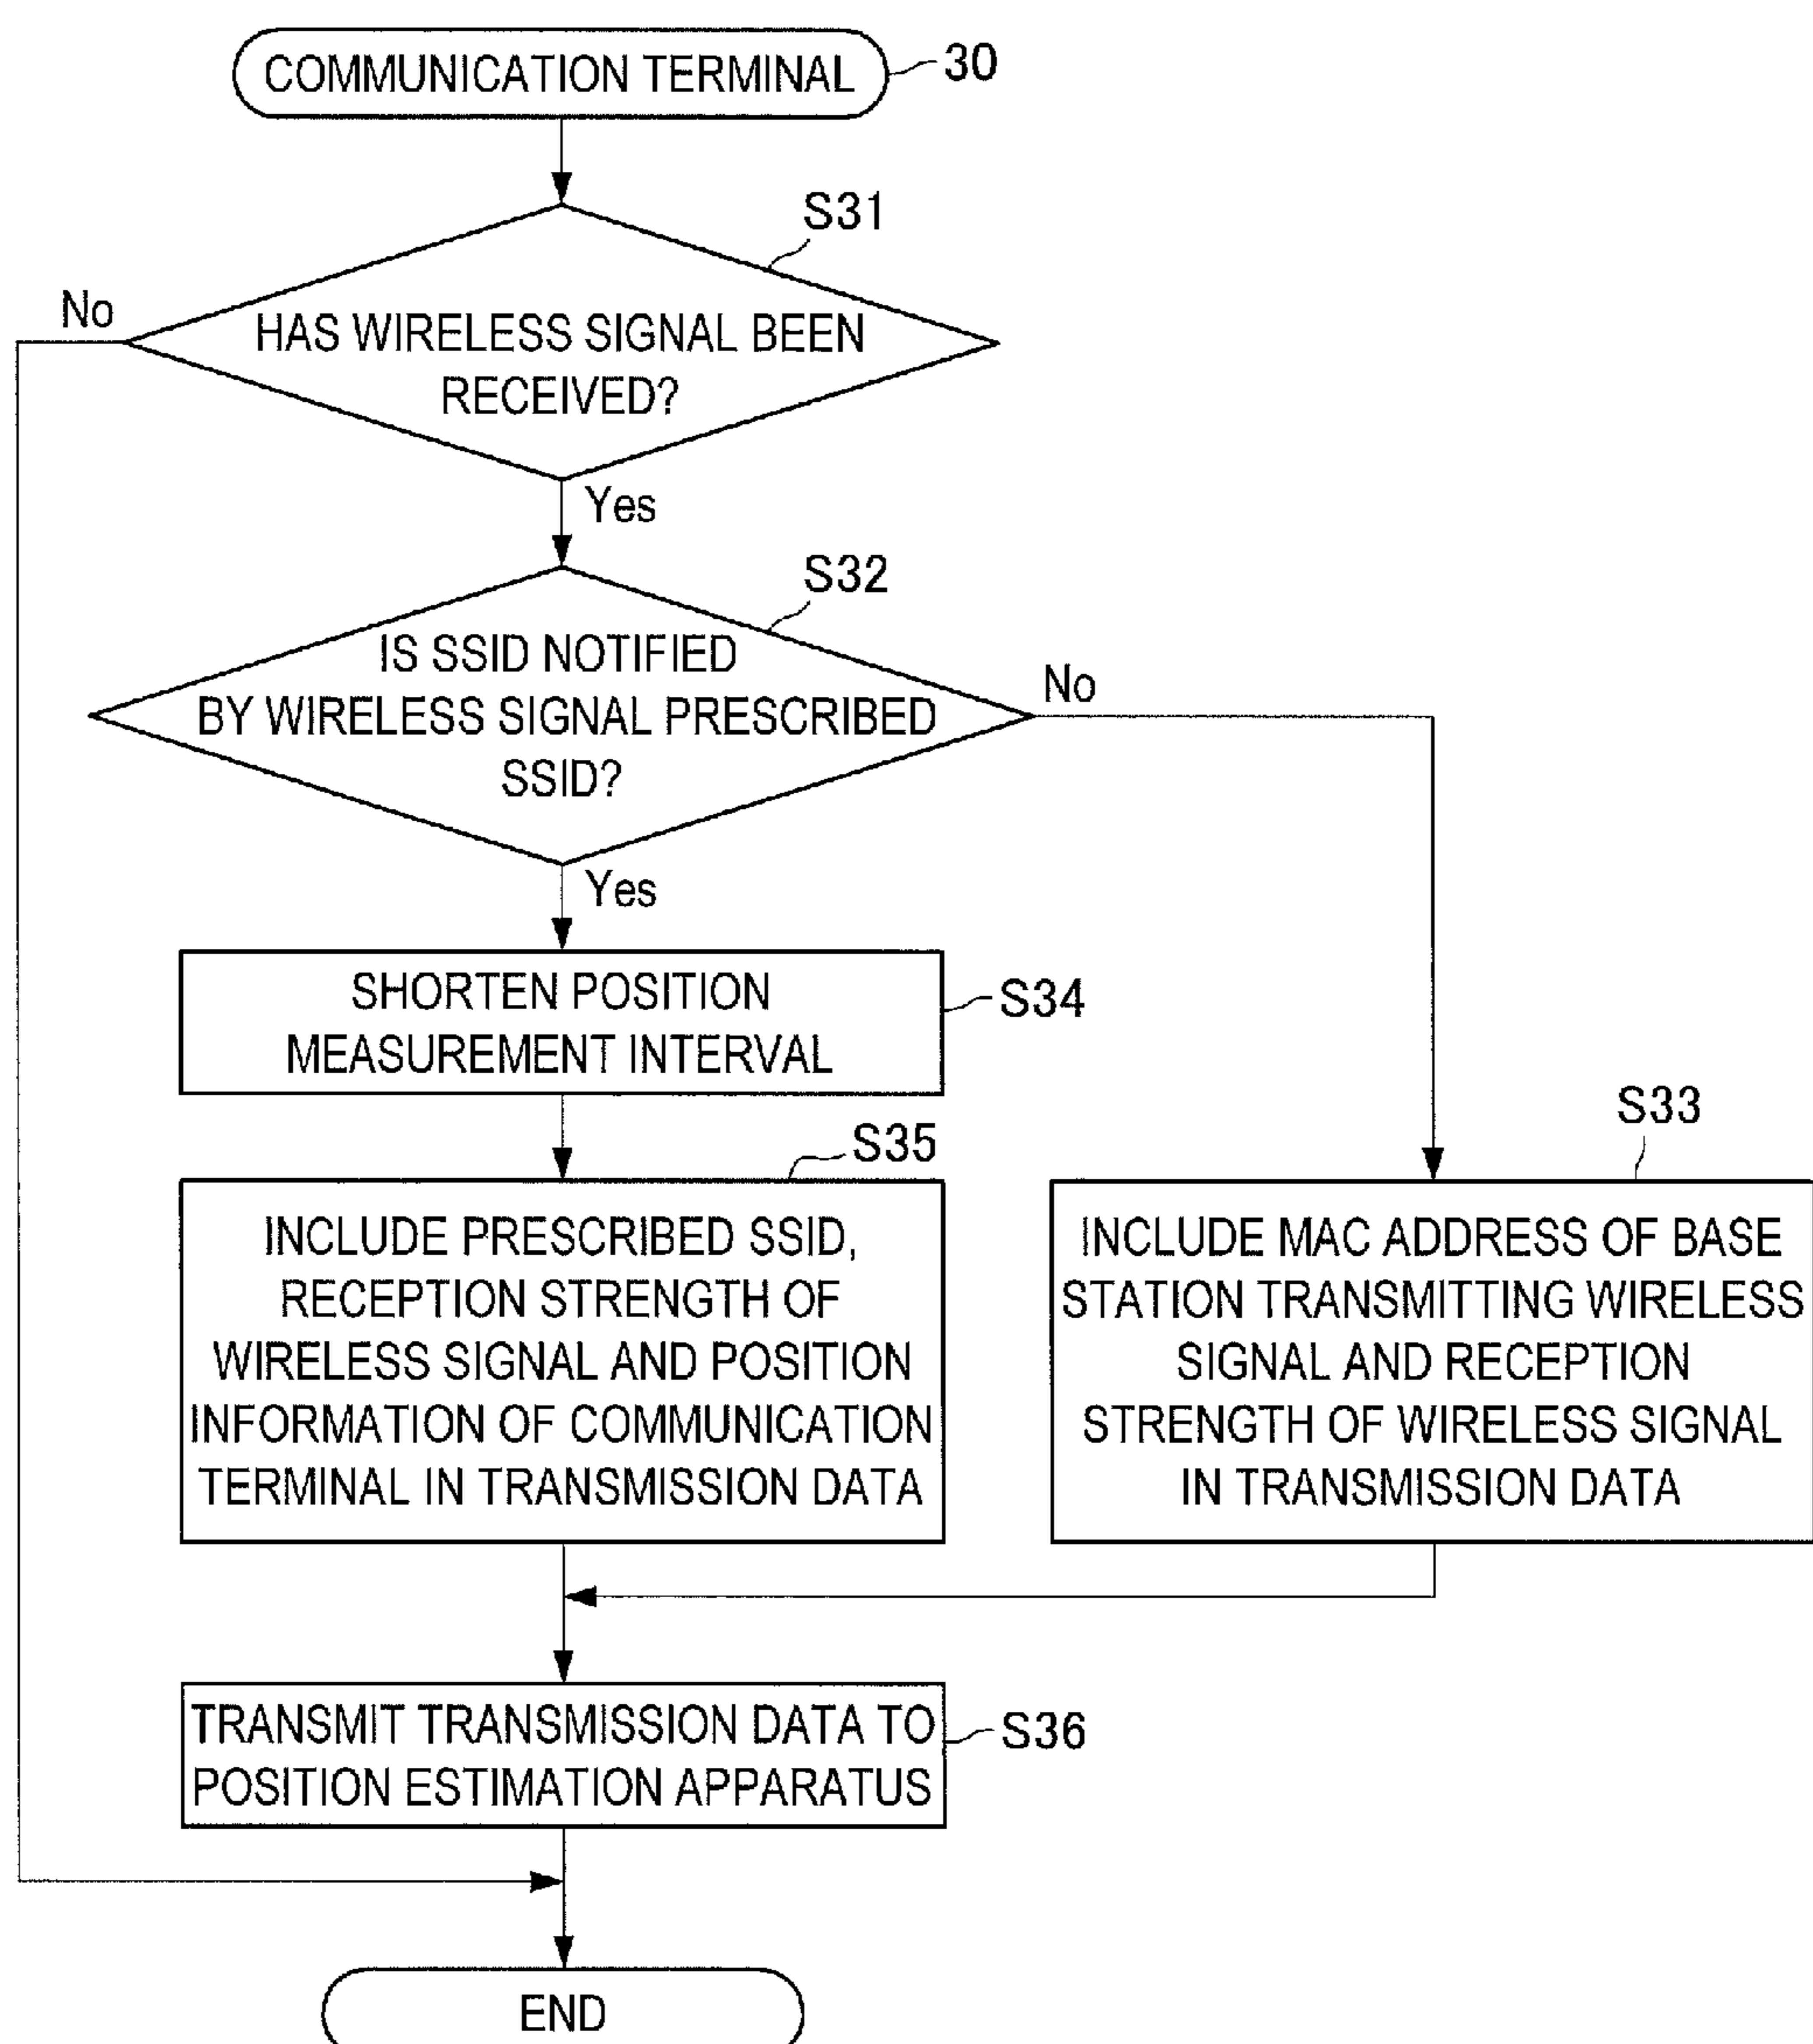 COMMUNICATION TERMINAL
30
S31
No
HAS WIRELESS SIGNAL BEEN
RECEIVED?
Yes
S32
IS SSID NOTIFIED
BY WIRELESS SIGNAL PRESCRIBED
SSID?
No
Yes
SHORTEN POSITION
MEASUREMENT INTERVAL
S34
S35
INCLUDE PRESCRIBED SSID,
RECEPTION STRENGTH OF
WIRELESS SIGNAL AND POSITION
INFORMATION OF COMMUNICATION
TERMINAL IN TRANSMISSION DATA
S33
INCLUDE MAC ADDRESS OF BASE
STATION TRANSMITTING WIRELESS
SIGNAL AND RECEPTION
STRENGTH OF WIRELESS SIGNAL
IN TRANSMISSION DATA
TRANSMIT TRANSMISSION DATA TO
POSITION ESTIMATION APPARATUS
S36
END